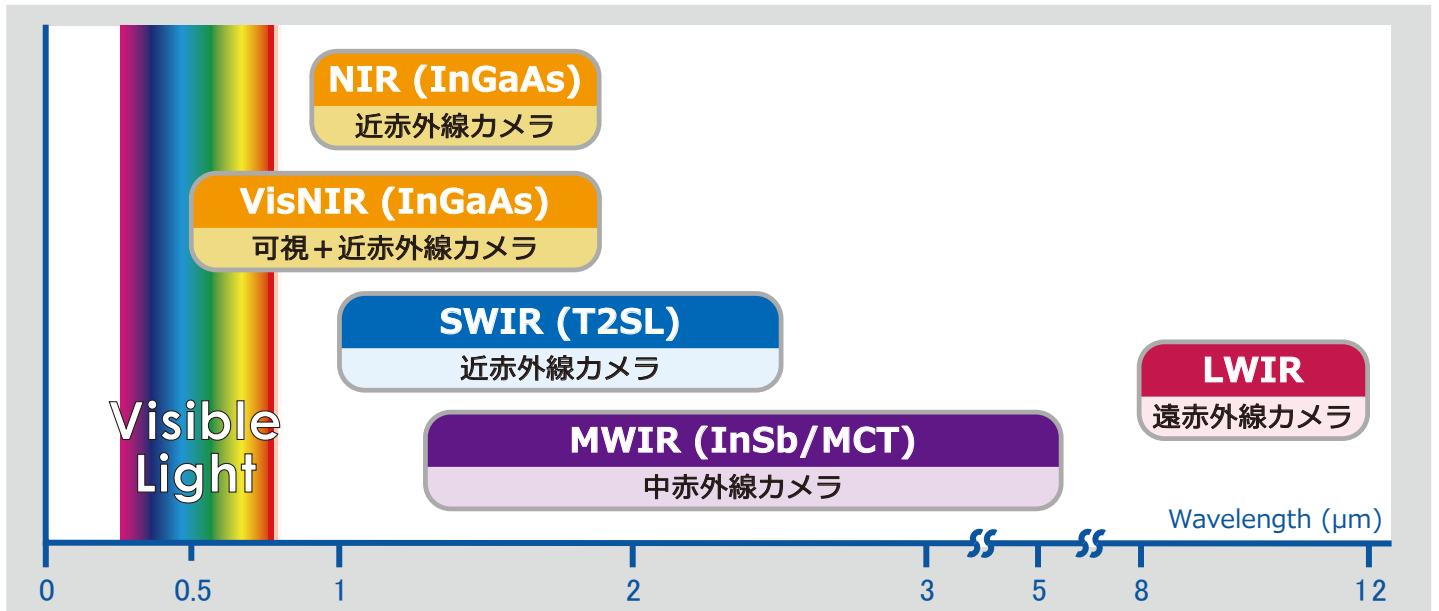 NIR (InGaAs)
近赤外線カメラ
VisNIR (InGaAs)
可視+近赤外線カメラ
SWIR (T2SL)
近赤外線カメラ
LWIR
遠赤外線カメラ
Visible
Light
MWIR (InSb/MCT)
中赤外線カメラ
Wavelength (μm)
0 0.5 1 2 3 5 8 12